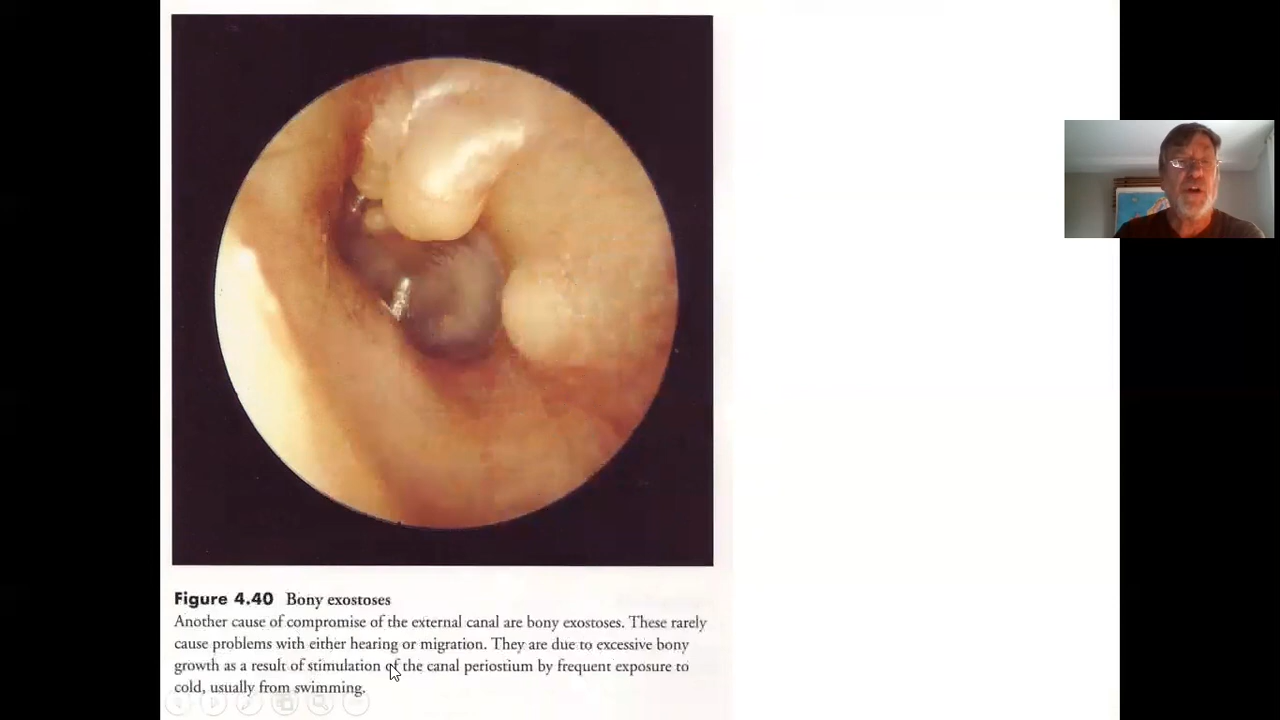 Figure 4.40 Bony exostoses
Another cause of compromise of the external canal are bony exostoses. These rarely
cause problems with either hearing or migration. They are due to excessive bony
growth as a result of stimulation of the canal periostium by frequent exposure to
cold, usually from swimming.